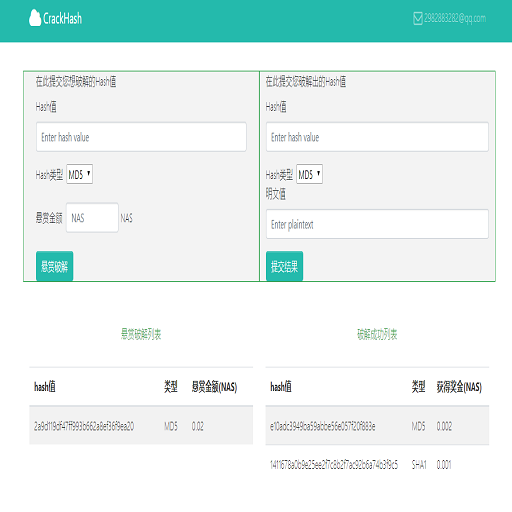 CrackHash
2982883282@qq.com
在此提交您想破解的Hash值
Hash值
Enter hash value
Hash类型 MD5
悬赏金额 NAS NAS
悬赏破解
在此提交您破解出的Hash值
Hash值
Enter hash value
Hash类型 MD5
明文值
Enter plaintext
提交结果
悬赏破解列表
hash值 类型 悬赏金额(NAS)
2a9d119df47ff993b662a8ef36f9ea20 MD5 0.02
破解成功列表
hash值 类型 获得奖金(NAS)
e10adc3949ba59abbe56e057f20f883e MD5 0.002
1411678a0b9e25ee2f7c8b2f7ac92b6a74b3f9c5 SHA1 0.001